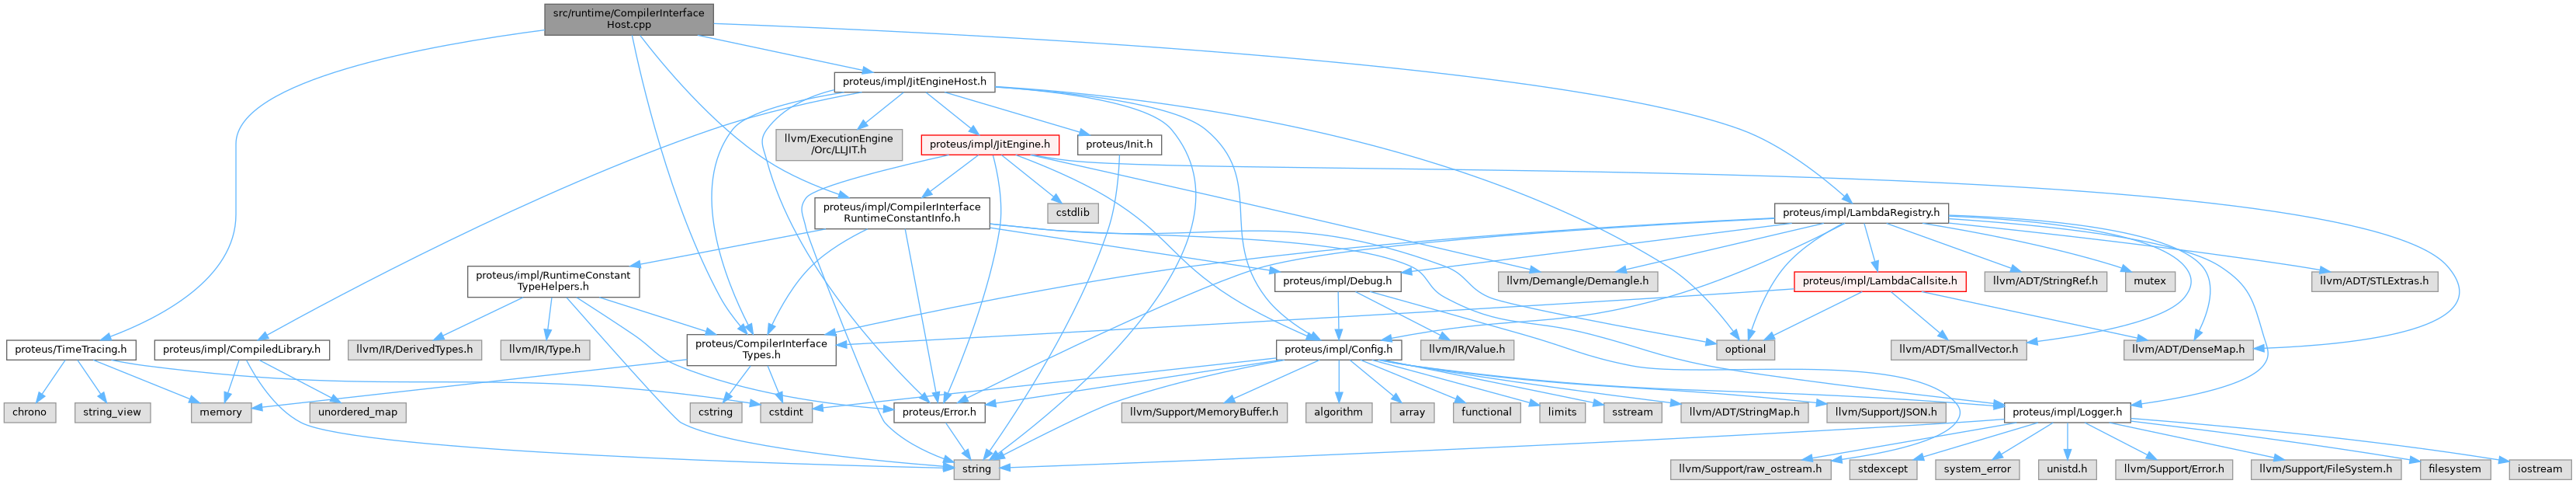 src/runtime/CompilerInterface
Host.cpp
proteus/impl/JitEngineHost.h
llvm/ExecutionEngine
/Orc/LLJIT.h
proteus/impl/JitEngine.h
proteus/Init.h
proteus/impl/CompilerInterface
RuntimeConstantInfo.h
cstdlib
proteus/impl/LambdaRegistry.h
proteus/impl/RuntimeConstant
TypeHelpers.h
proteus/impl/Debug.h
llvm/Demangle/Demangle.h
proteus/impl/LambdaCallsite.h
llvm/ADT/StringRef.h
mutex
llvm/ADT/STLExtras.h
proteus/TimeTracing.h
proteus/impl/CompiledLibrary.h
llvm/IR/DerivedTypes.h
llvm/IR/Type.h
proteus/CompilerInterface
Types.h
proteus/impl/Config.h
llvm/IR/Value.h
optional
llvm/ADT/SmallVector.h
llvm/ADT/DenseMap.h
chrono
string_view
memory
unordered_map
cstring
cstdint
proteus/Error.h
llvm/Support/MemoryBuffer.h
algorithm
array
functional
limits
sstream
llvm/ADT/StringMap.h
llvm/Support/JSON.h
proteus/impl/Logger.h
string
llvm/Support/raw_ostream.h
stdexcept
system_error
unistd.h
llvm/Support/Error.h
llvm/Support/FileSystem.h
filesystem
iostream